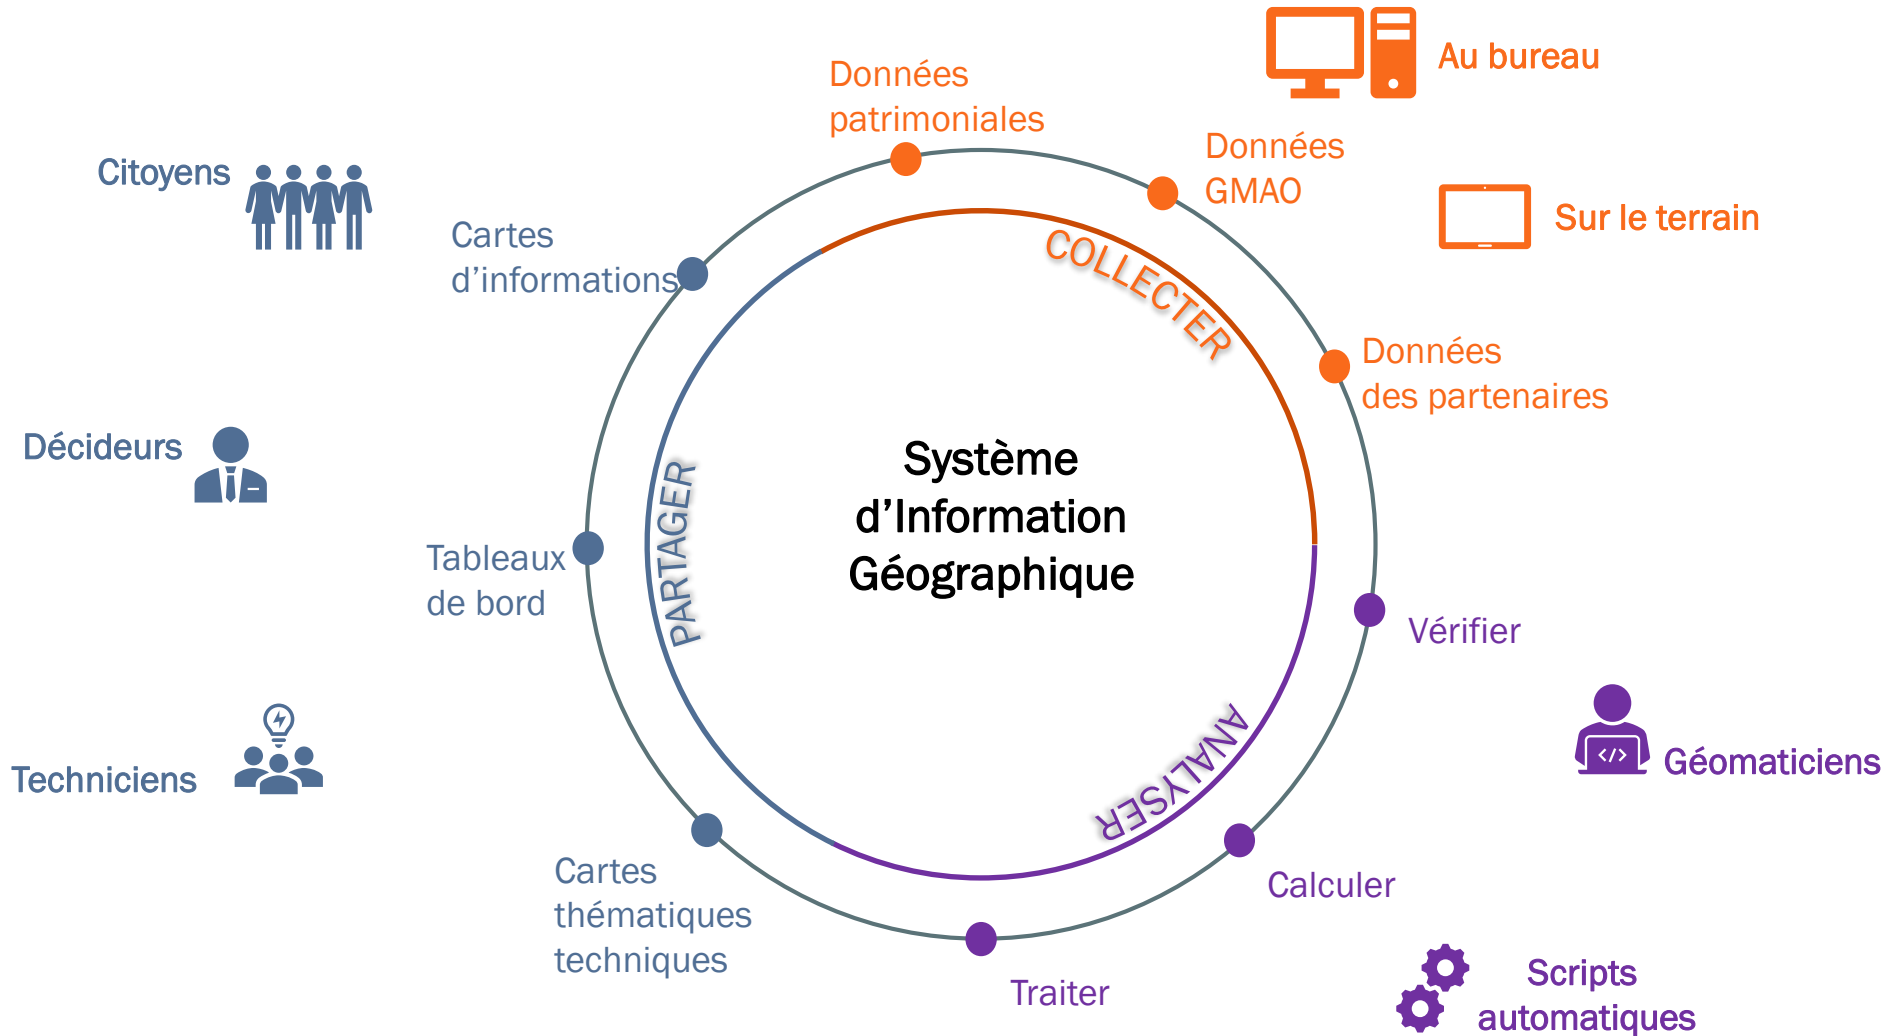 Au bureau
Données
patrimoniales
Données
GMAO
Citoyens
Sur le terrain
Cartes
d’informations
COLLECTER
Données
des partenaires
Décideurs
Système
d’Information
Géographique
PARTAGER
Tableaux
de bord
Vérifier
ANALYSER
Géomaticiens
Techniciens
Cartes
thématiques
techniques
Calculer
Traiter
Scripts
automatiques